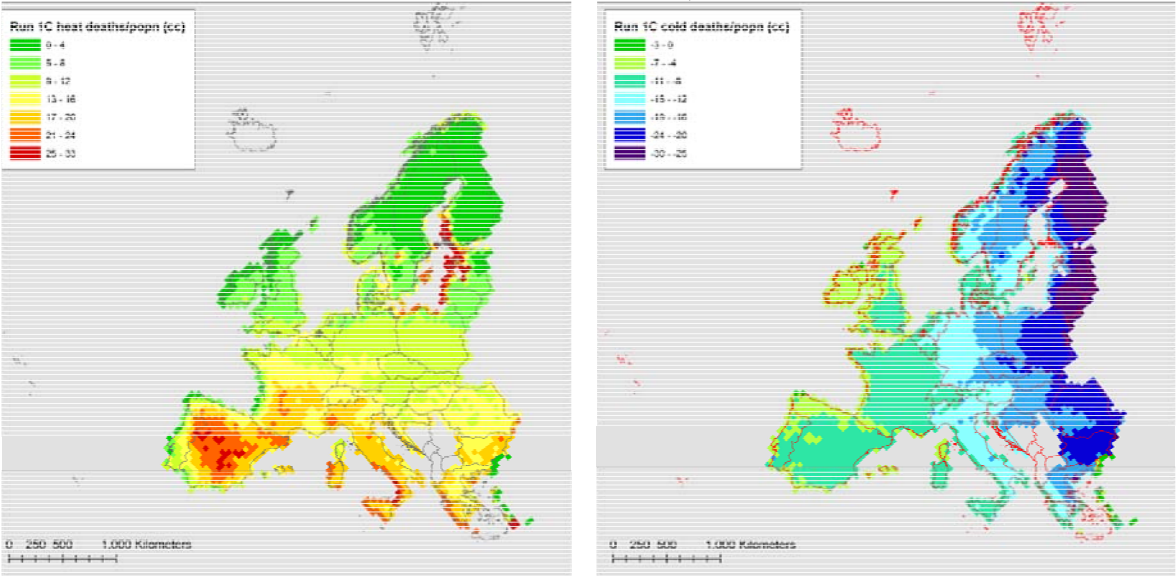 Run 1C heat deaths/popn (cc)
0 - 4
5 - 8
9 - 12
13 - 16
17 - 20
21 - 24
25 - 33
0 250 500 1,000 Kilometers
Run 1C cold deaths/popn (cc)
-3 - 0
-7 - -4
-11 - -8
-15 - -12
-19 - -16
-24 - -20
-30 - -25
0 250 500 1,000 Kilometers